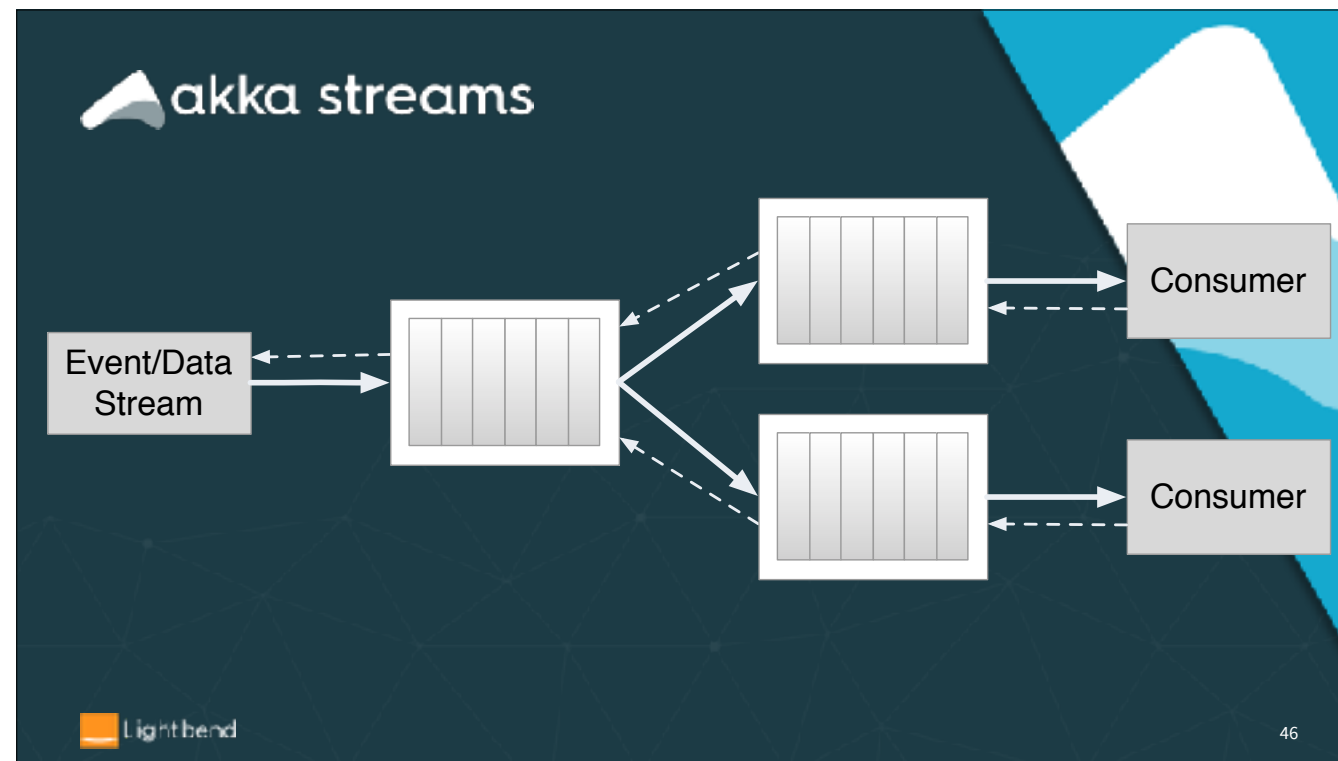 akka streams
Event/Data
Stream
Consumer
Consumer
Lightbend
46